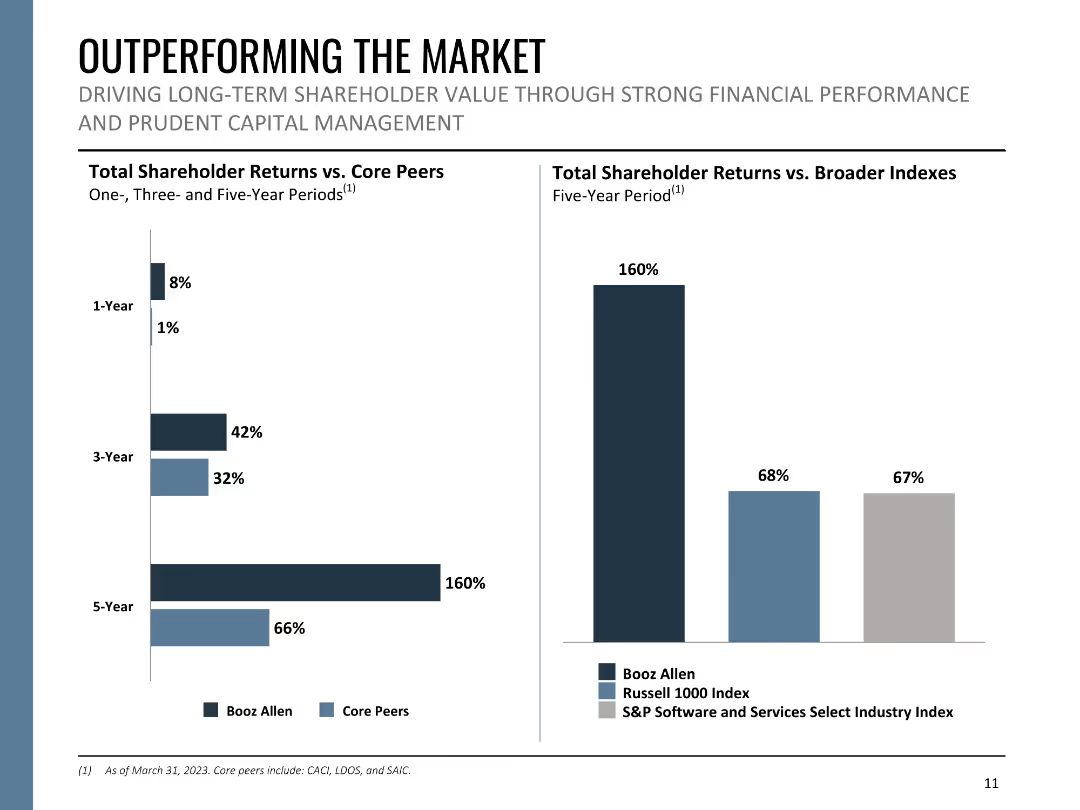 OUTPERFORMING THE MARKET
DRIVING LONG-TERM SHAREHOLDER VALUE THROUGH STRONG FINANCIAL PERFORMANCE
AND PRUDENT CAPITAL MANAGEMENT
Total Shareholder Returns vs. Core Peers
One-, Three- and Five-Year Periods(1)
8%
1-Year
1%
42%
3-Year
32%
160%
5-Year
66%
Booz Allen
Core Peers
Total Shareholder Returns vs. Broader Indexes
Five-Year Period(1)
160%
68%
67%
Booz Allen
Russell 1000 Index
S&P Software and Services Select Industry Index
(1) As of March 31, 2023. Core peers include: CACI, LDOS, and SAIC.
11